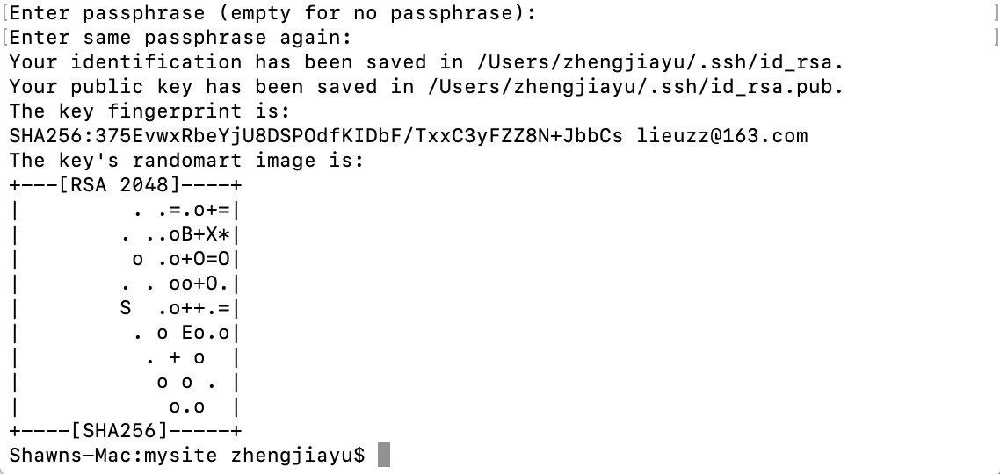 [Enter passphrase (empty for no passphrase): ]
[Enter same passphrase again: ]
Your identification has been saved in /Users/zhengjiayu/.ssh/id_rsa.
Your public key has been saved in /Users/zhengjiayu/.ssh/id_rsa.pub.
The key fingerprint is:
SHA256:375EvwxRbeYjU8DSPOdfKIDbF/TxxC3yFZZ8N+JbbCs lieuzz@163.com
The key's randomart image is:
+---[RSA 2048]----+
|         . .=.o+=|
|        . ..oB+X*|
|         o .o+O=O|
|        . . oo+O.|
|        S  .o++.=|
|         . o Eo.o|
|          . + o  |
|           o o . |
|            o.o  |
+----[SHA256]-----+
Shawns-Mac:mysite zhengjiayu$